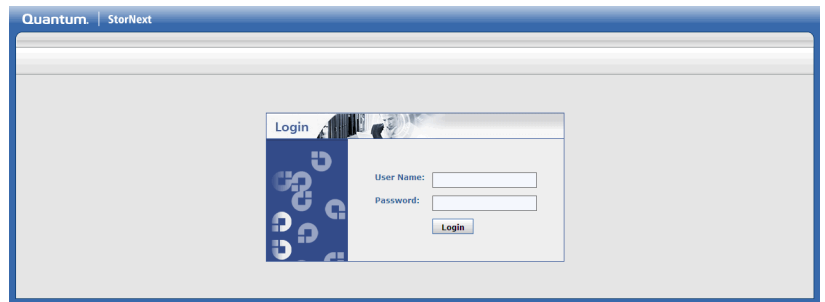 Quantum. | StorNext
Login
User Name:
Password:
Login